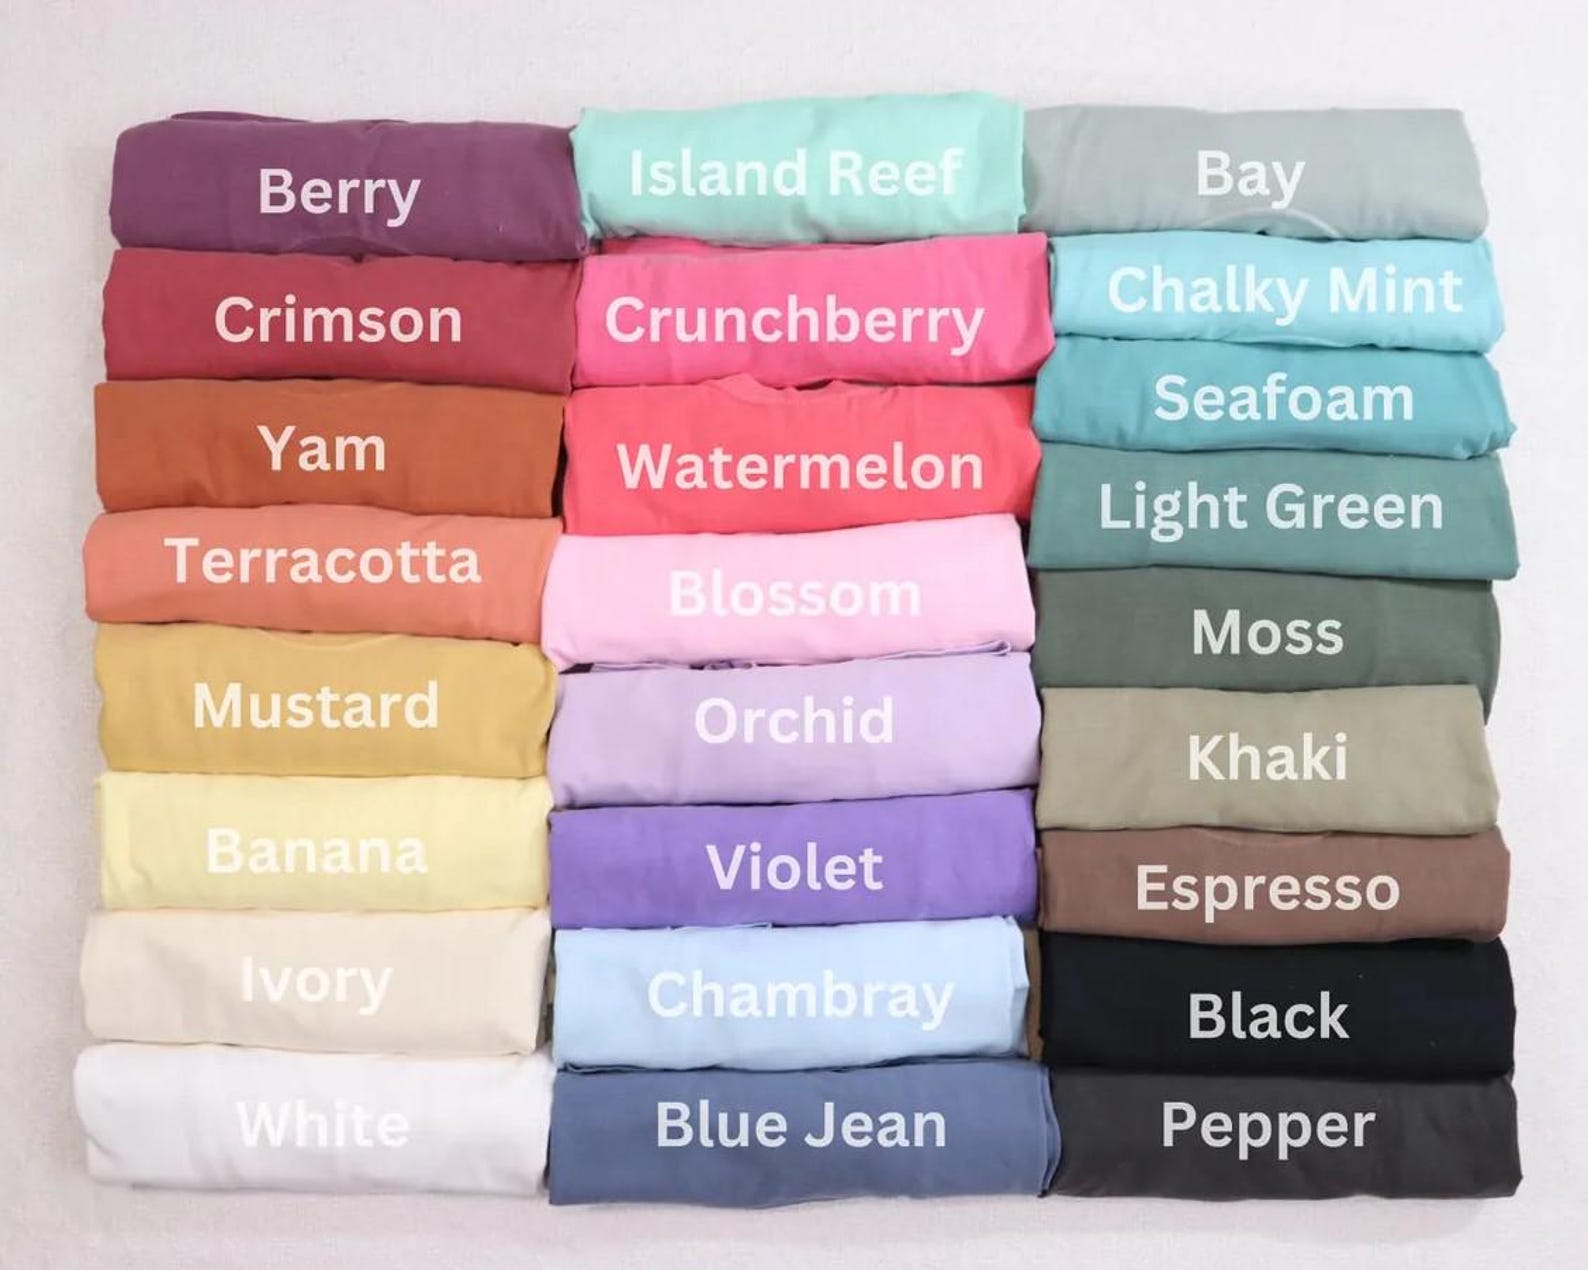 Berry
Crimson
Yam
Terracotta
Mustard
Banana
Ivory
White
Island Reef
Crunchberry
Watermelon
Blossom
Orchid
Violet
Chambray
Blue Jean
Bay
Chalky Mint
Seafoam
Light Green
Moss
Khaki
Espresso
Black
Pepper